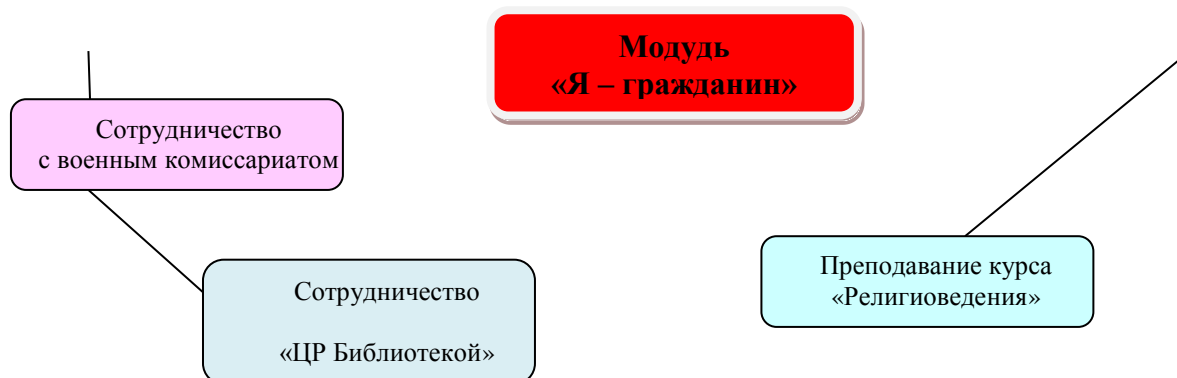 Модудь
«Я – гражданин»
Сотрудничество
с военным комиссариатом
Преподавание курса
«Религиоведения»
Сотрудничество
«ЦР Библиотекой»